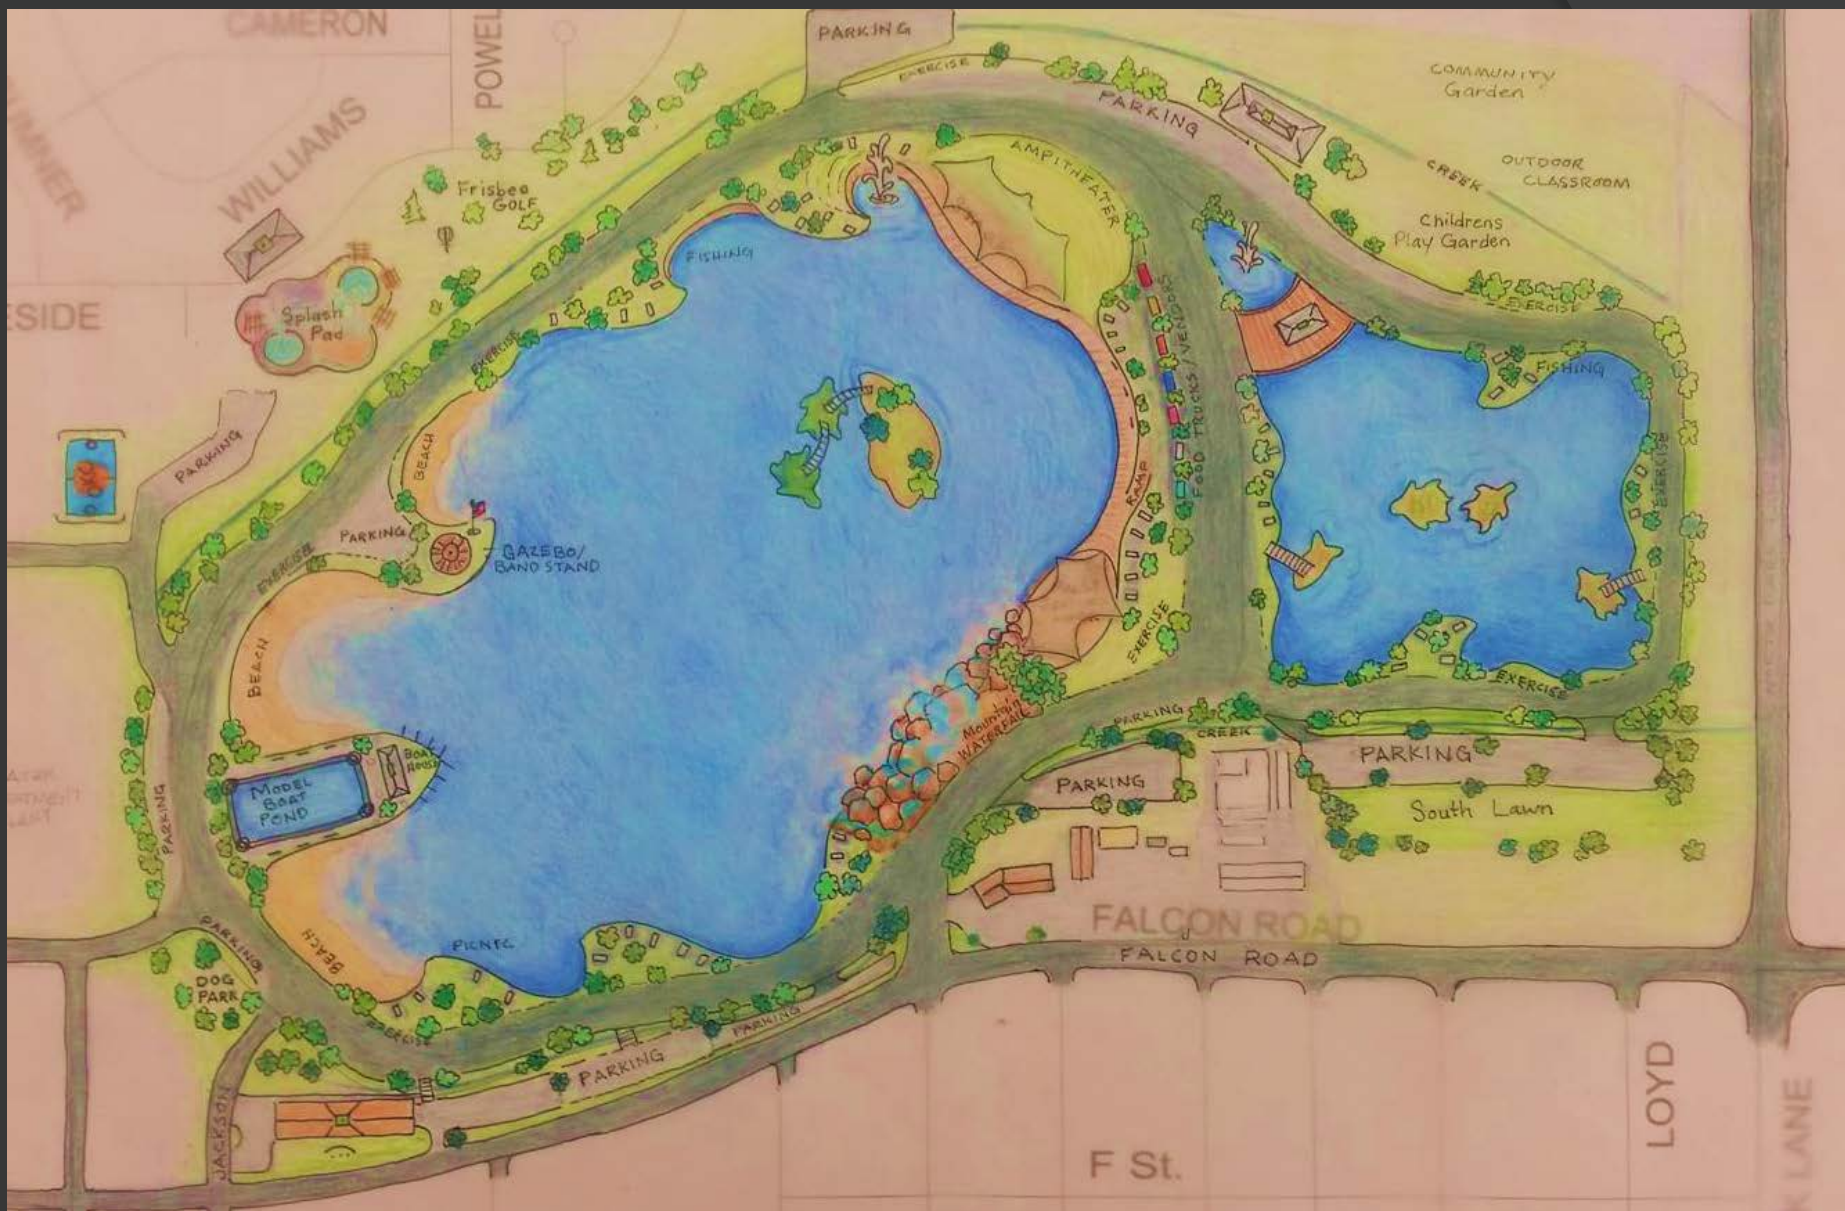 CAMERON
POWEL
PARKING
EXERCISE
COMMUNITY
Garden
PARKING
WILLIAMS
Frisbee
GOLF
AMPITHEATER
CREEK
OUTDOOR
CLASSROOM
Childrens
Play Garden
FISHING
ESIDE
Splash
Pad
EXERCISE
FOOD TRUCKS / VENDORS
EXERCISE
FISHING
BEACH
PARKING
RAMP
EXERCISE
PARKING
GAZEBO/
BAND STAND
EXERCISE
BEACH
EXERCISE
EXERCISE
BOAT
HOUSE
MODEL
BOAT
POND
Mountain
WATERFALL
PARKING
CREEK
PARKING
PARKING
PARKING
South Lawn
FALCON ROAD
FALCON ROAD
PARKING
BEACH
PICNIC
DOG
PARK
EXERCISE
PARKING
PARKING
JACKSON
F St.
LOYD
K LANE